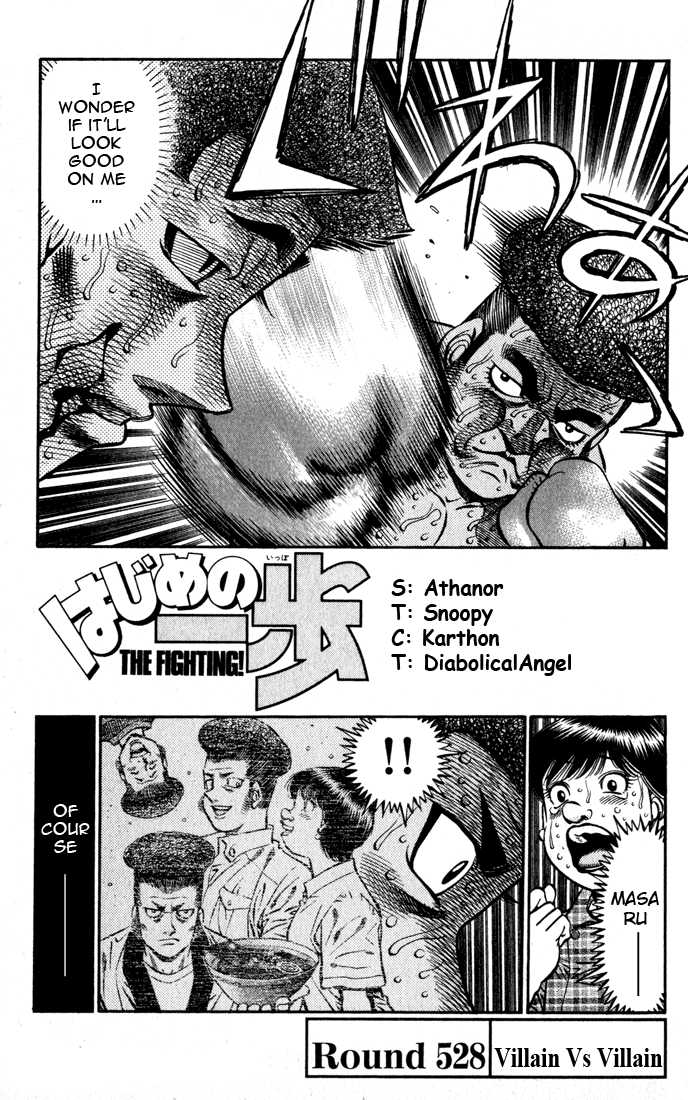 I
WONDER
IF IT'LL
LOOK
GOOD
ON ME
...
はじめの一歩
いっぽ
THE FIGHTING!
S: Athanor
T: Snoopy
C: Karthon
T: DiabolicalAngel
!!
MASA
RU
OF
COUR
SE
Round 528
Villain Vs Villain